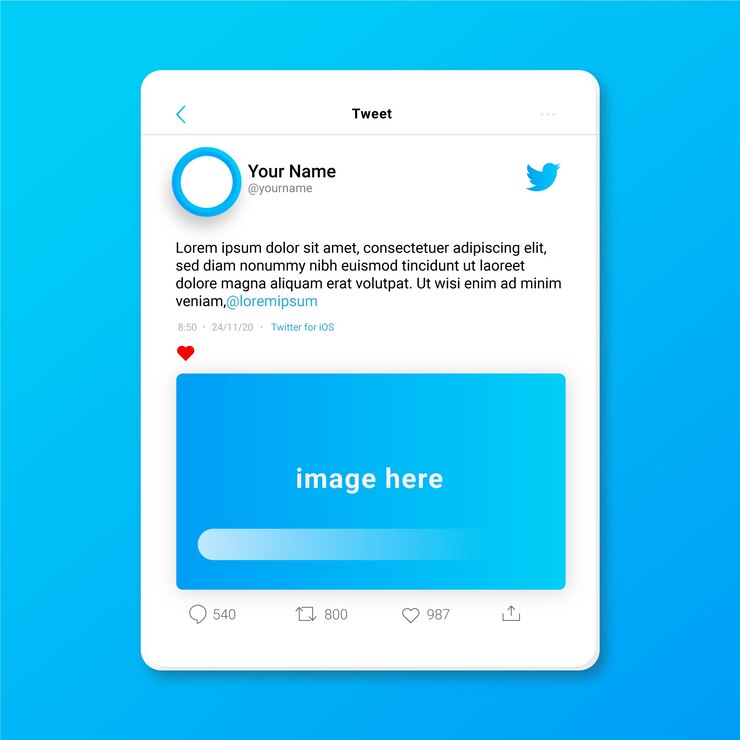 Tweet
Your Name
@yourname
Lorem ipsum dolor sit amet, consectetuer adipiscing elit,
sed diam nonummy nibh euismod tincidunt ut laoreet
dolore magna aliquam erat volutpat. Ut wisi enim ad minim
veniam,@loremipsum
8:50 · 24/11/20 · Twitter for iOS
image here
540 800 987